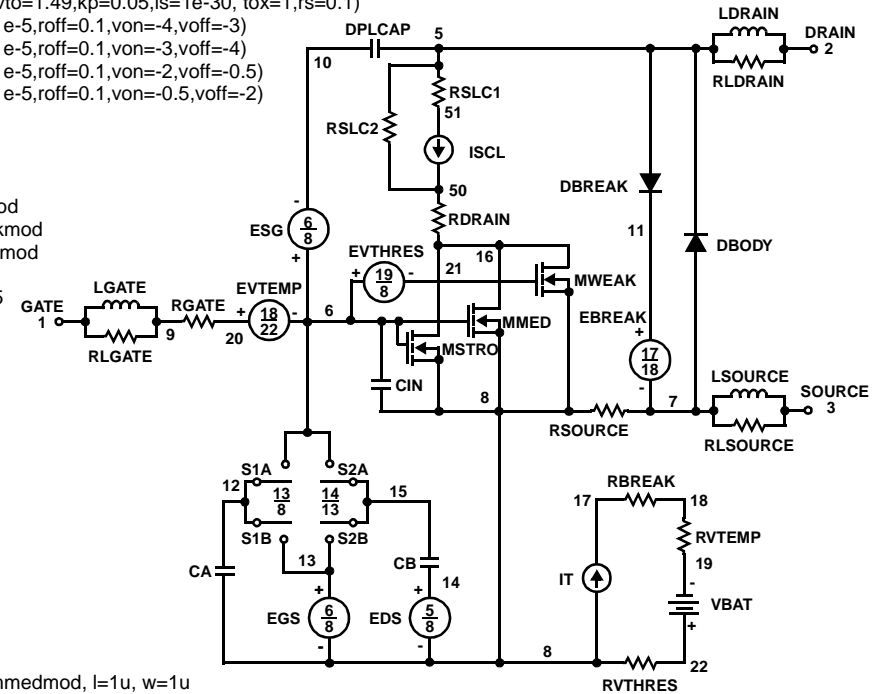 vto=1.49,kp=0.05,is=1e-30, tox=1,rs=0.1)
e-5,roff=0.1,von=-4,voff=-3)
e-5,roff=0.1,von=-3,voff=-4)
e-5,roff=0.1,von=-2,voff=-0.5)
e-5,roff=0.1,von=-0.5,voff=-2)
LDRAIN
DPLCAP
5
DRAIN
2
10
RLDRAIN
RSLC1
51
RSLC2
ISCL
50
DBREAK
od
kmod
mod
ESG
6
8
-
+
RDRAIN
11
DBODY
EVTHRES
16
21
+
19
8
-
MWEAK
LGATE
EVTEMP
5
GATE
1
RGATE
+
18
22
-
6
MMED
EBREAK
9
20
RLGATE
MSTRO
+
17
18
-
CIN
LSOURCE
8
7
SOURCE
3
RSOURCE
RLSOURCE
S1A
S2A
RBREAK
12
13
8
14
13
15
17
18
S1B
S2B
RVTEMP
13
CB
19
CA
14
IT
-
VBAT
+
EGS
+
6
8
-
EDS
+
5
8
-
8
22
RVTHRES
mmedmod, l=1u, w=1u